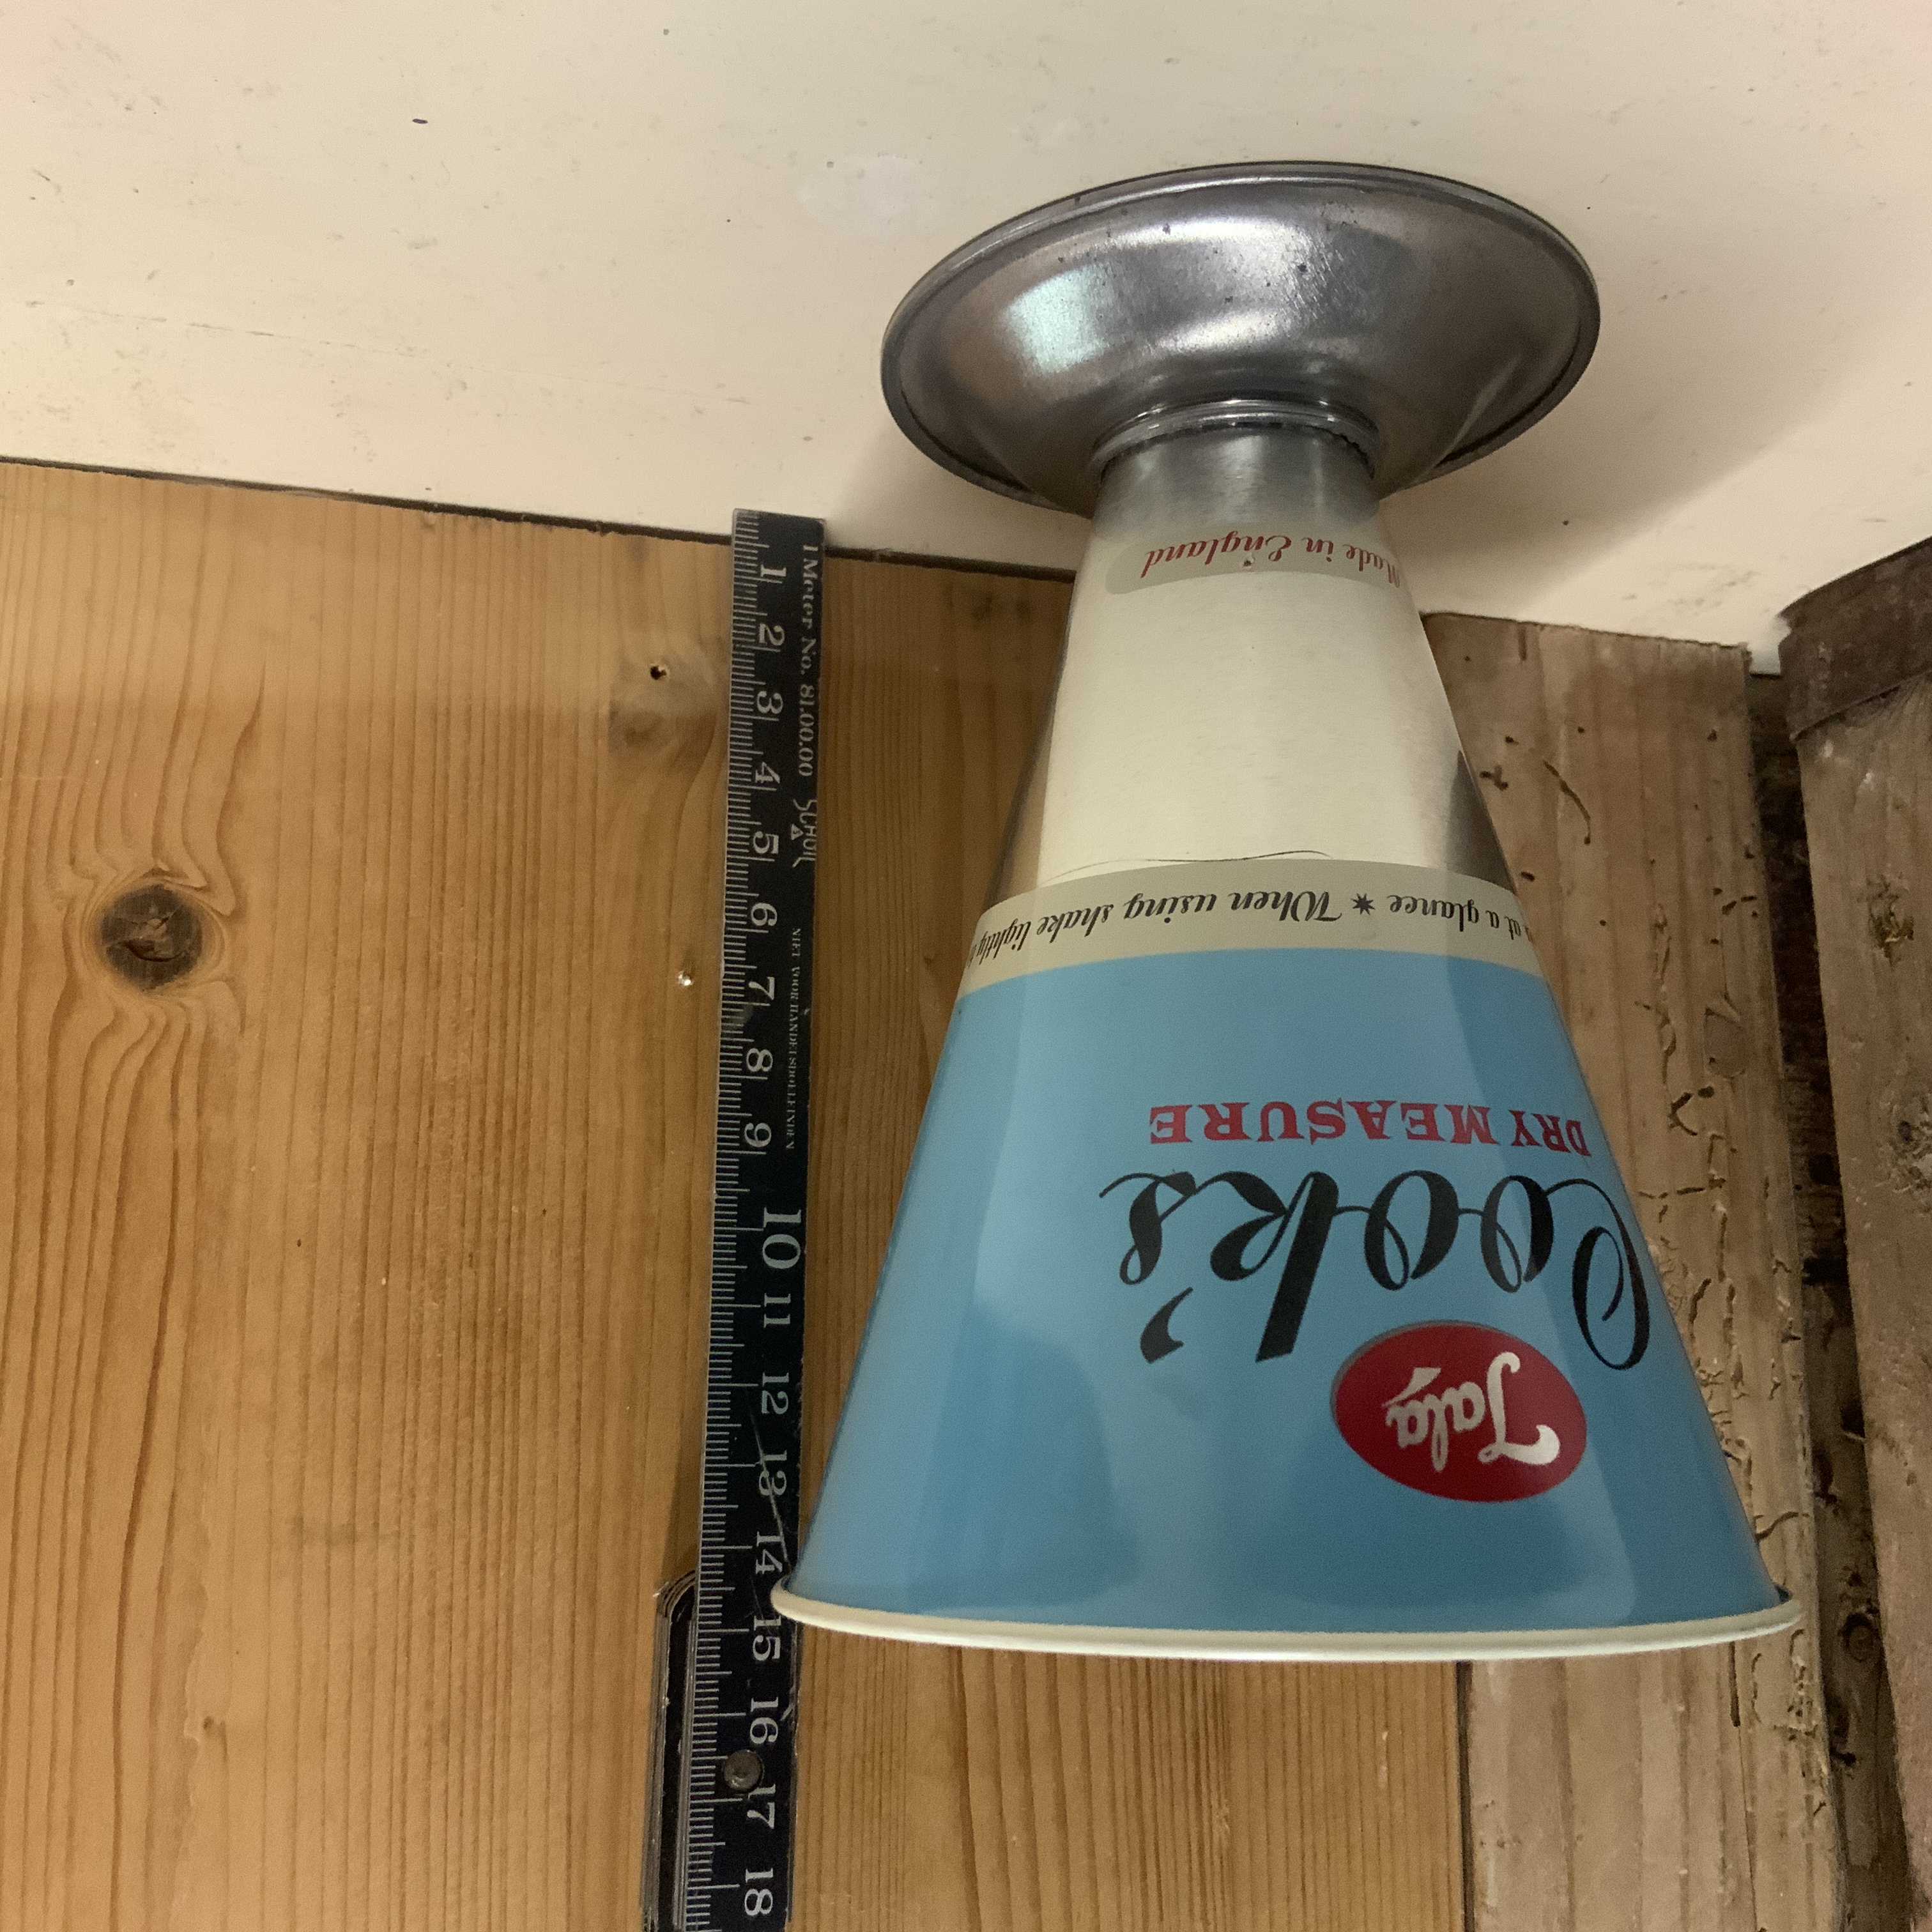 Tala
Cook's
DRY MEASURE
at a glance * When using shake lightly
Made in England
1 Meter No. 81.00.00
NIET VOOR HANDELSDOELEINDEN
1 2 3 4 5 6 7 8 9 10 11 12 13 14 15 16 17 18